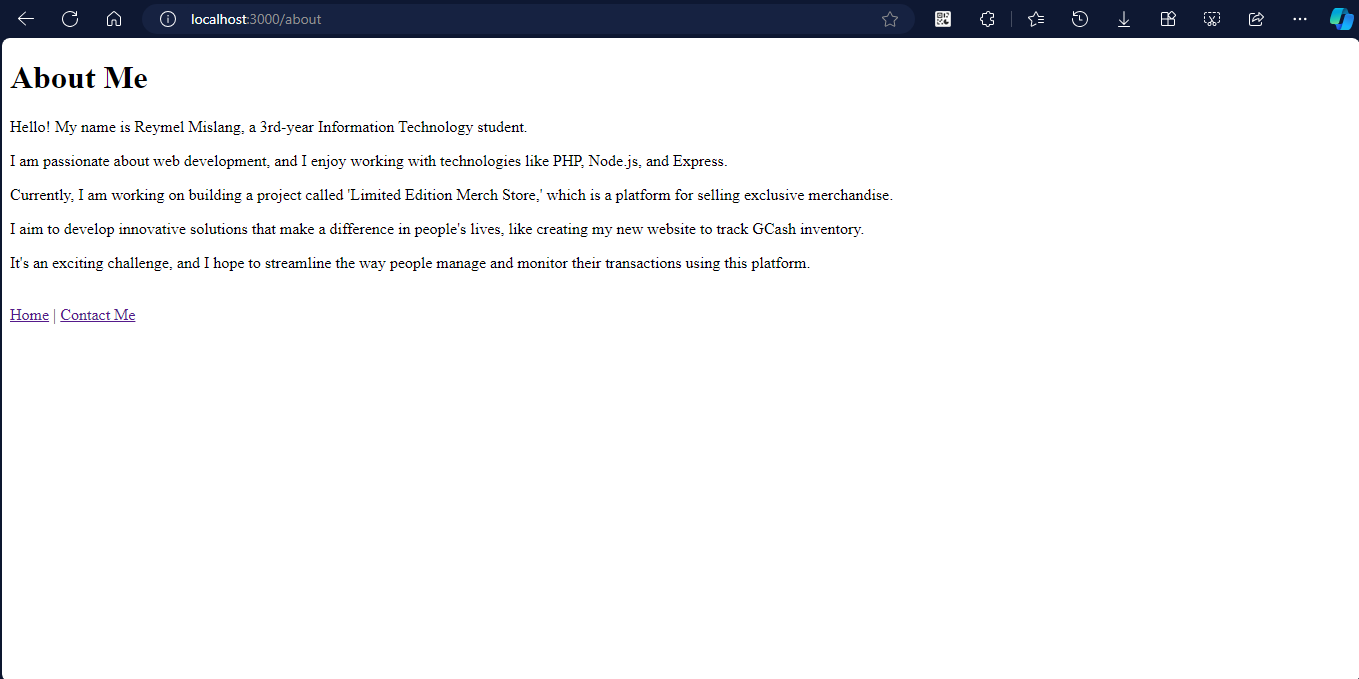 localhost:3000/about
About Me
Hello! My name is Reymel Mislang, a 3rd-year Information Technology student.
I am passionate about web development, and I enjoy working with technologies like PHP, Node.js, and Express.
Currently, I am working on building a project called 'Limited Edition Merch Store,' which is a platform for selling exclusive merchandise.
I aim to develop innovative solutions that make a difference in people's lives, like creating my new website to track GCash inventory.
It's an exciting challenge, and I hope to streamline the way people manage and monitor their transactions using this platform.
Home | Contact Me